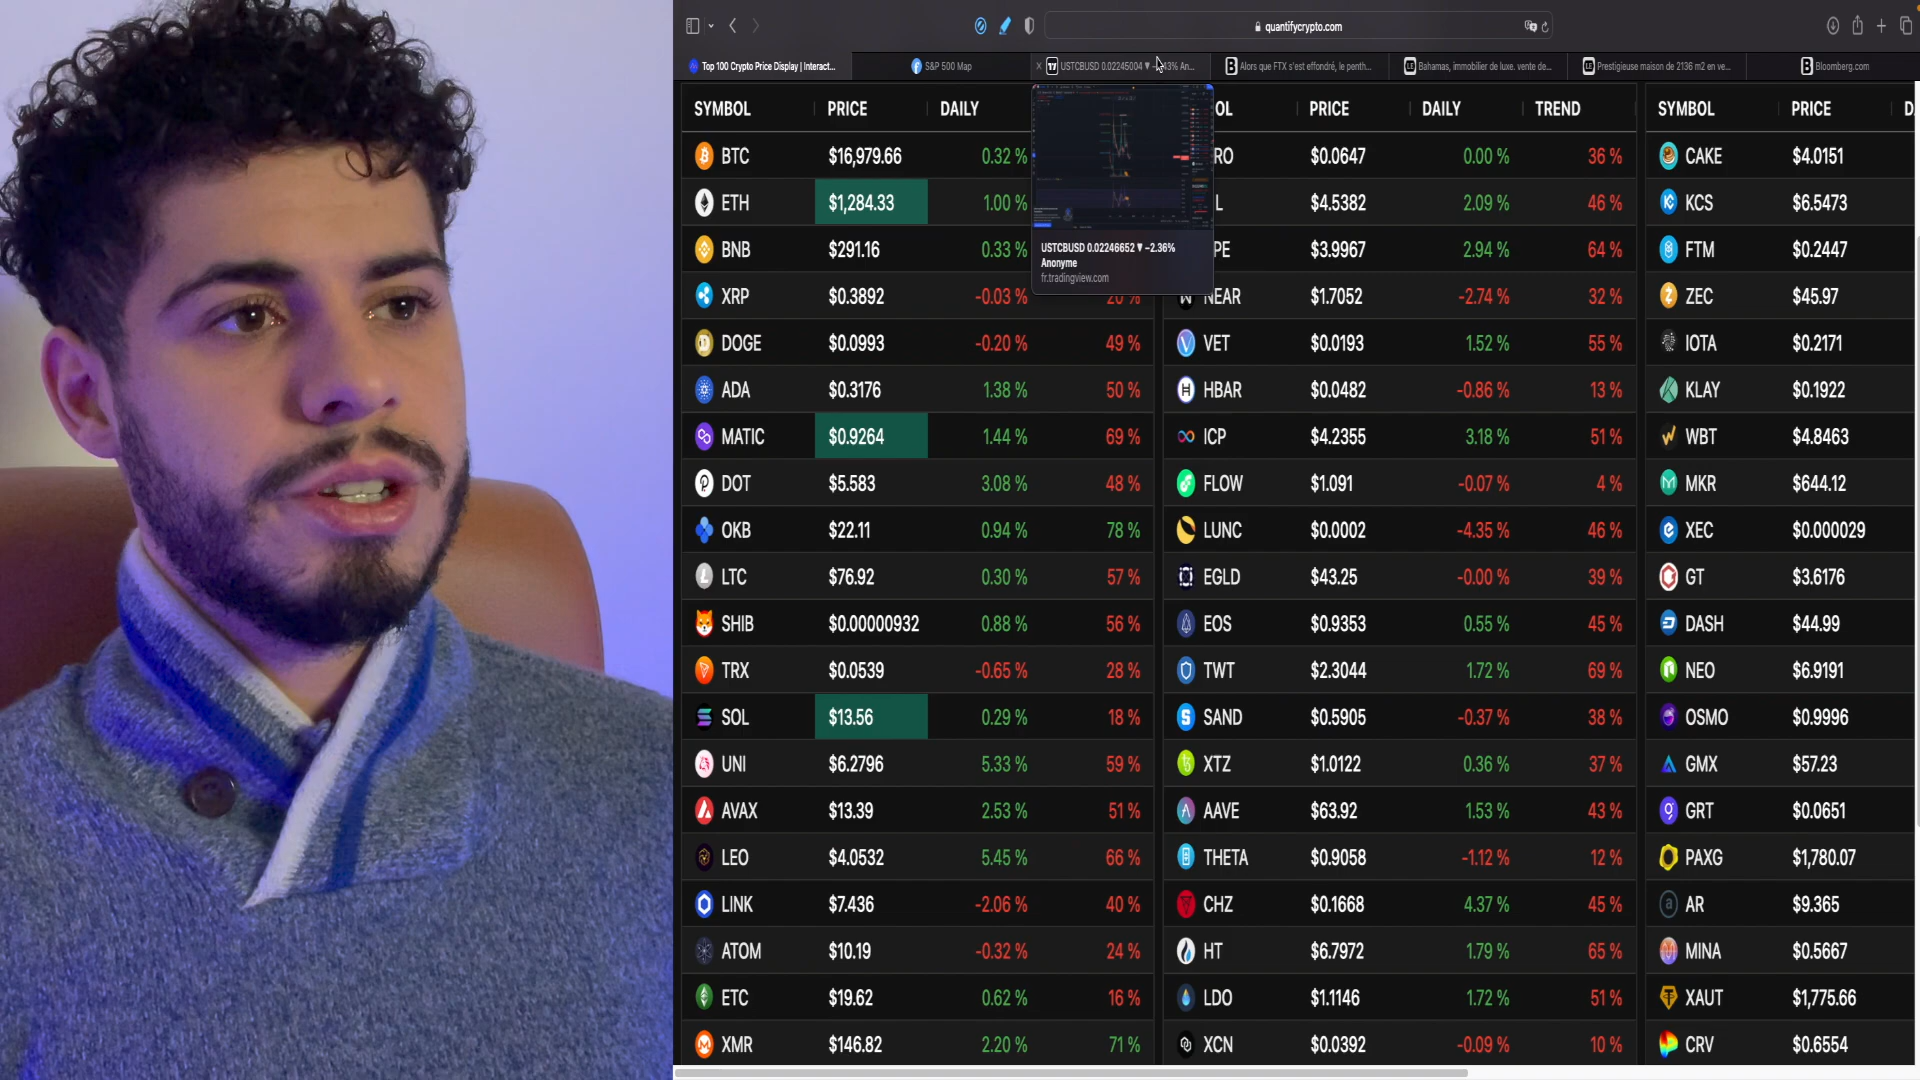 quantifycrypto.com
Top 100 Crypto Price Display | Interact...
S&P 500 Map
USTCBUSD 0.02245004 ▼ An...
Alors que FTX s'est effondré, le penth...
Bahamas, immobilier de luxe. vente de...
Prestigieuse maison de 2136 m2 en ve...
Bloomberg.com
SYMBOL PRICE DAILY OL PRICE DAILY TREND SYMBOL PRICE D
BTC $16,979.66 0.32 % RO $0.0647 0.00 % 36 % CAKE $4.0151
ETH $1,284.33 1.00 % L $4.5382 2.09 % 46 % KCS $6.5473
USTCBUSD 0.02246652 ▼ −2.36%
Anonyme
fr.tradingview.com
BNB $291.16 0.33 % PE $3.9967 2.94 % 64 % FTM $0.2447
XRP $0.3892 -0.03 % 20 % NEAR $1.7052 -2.74 % 32 % ZEC $45.97
DOGE $0.0993 -0.20 % 49 % VET $0.0193 1.52 % 55 % IOTA $0.2171
ADA $0.3176 1.38 % 50 % HBAR $0.0482 -0.86 % 13 % KLAY $0.1922
MATIC $0.9264 1.44 % 69 % ICP $4.2355 3.18 % 51 % WBT $4.8463
DOT $5.583 3.08 % 48 % FLOW $1.091 -0.07 % 4 % MKR $644.12
OKB $22.11 0.94 % 78 % LUNC $0.0002 -4.35 % 46 % XEC $0.000029
LTC $76.92 0.30 % 57 % EGLD $43.25 -0.00 % 39 % GT $3.6176
SHIB $0.00000932 0.88 % 56 % EOS $0.9353 0.55 % 45 % DASH $44.99
TRX $0.0539 -0.65 % 28 % TWT $2.3044 1.72 % 69 % NEO $6.9191
SOL $13.56 0.29 % 18 % SAND $0.5905 -0.37 % 38 % OSMO $0.9996
UNI $6.2796 5.33 % 59 % XTZ $1.0122 0.36 % 37 % GMX $57.23
AVAX $13.39 2.53 % 51 % AAVE $63.92 1.53 % 43 % GRT $0.0651
LEO $4.0532 5.45 % 66 % THETA $0.9058 -1.12 % 12 % PAXG $1,780.07
LINK $7.436 -2.06 % 40 % CHZ $0.1668 4.37 % 45 % AR $9.365
ATOM $10.19 -0.32 % 24 % HT $6.7972 1.79 % 65 % MINA $0.5667
ETC $19.62 0.62 % 16 % LDO $1.1146 1.72 % 51 % XAUT $1,775.66
XMR $146.82 2.20 % 71 % XCN $0.0392 -0.09 % 10 % CRV $0.6554